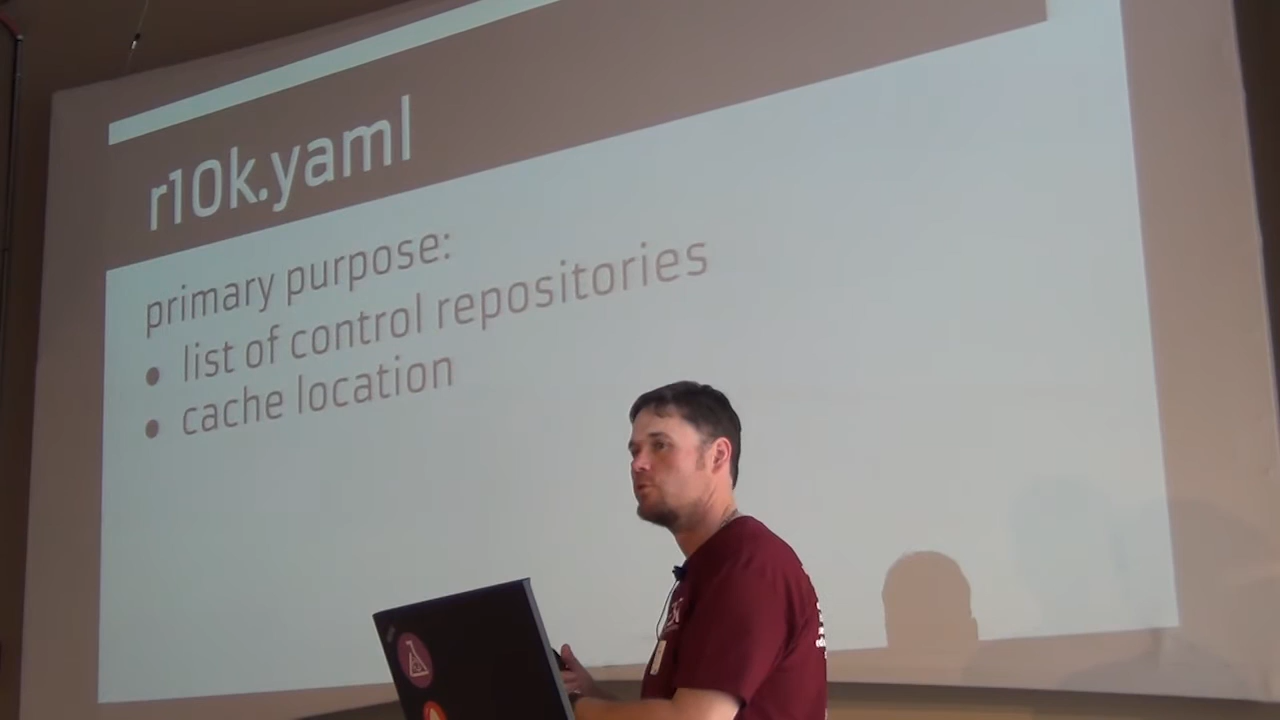 r10k.yaml
primary purpose:
● list of control repositories
● cache location